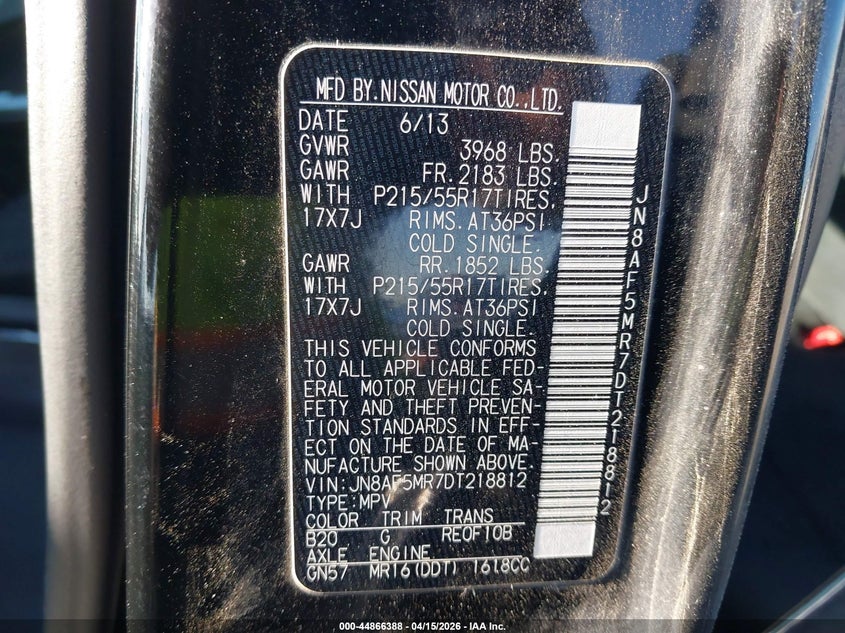 MFD BY.NISSAN MOTOR CO.,LTD.
DATE 6/13
GVWR 3968 LBS.
GAWR FR.2183 LBS.
WITH P215/55R17TIRES,
17X7J RIMS.AT36PSI
COLD SINGLE.
GAWR RR.1852 LBS.
WITH P215/55R17TIRES,
17X7J RIMS.AT36PSI
COLD SINGLE.
THIS VEHICLE CONFORMS
TO ALL APPLICABLE FED-
ERAL MOTOR VEHICLE SA-
FETY AND THEFT PREVEN-
TION STANDARDS IN EFF-
ECT ON THE DATE OF MA-
NUFACTURE SHOWN ABOVE.
VIN:JN8AF5MR7DT218812
TYPE:MPV
COLOR TRIM TRANS
B20 G RE0F10B
AXLE ENGINE
GN57 MR16(DDT) 1618CC
JN8AF5MR7DT218812
000-44866388 04/15/2026 - IAA Inc.